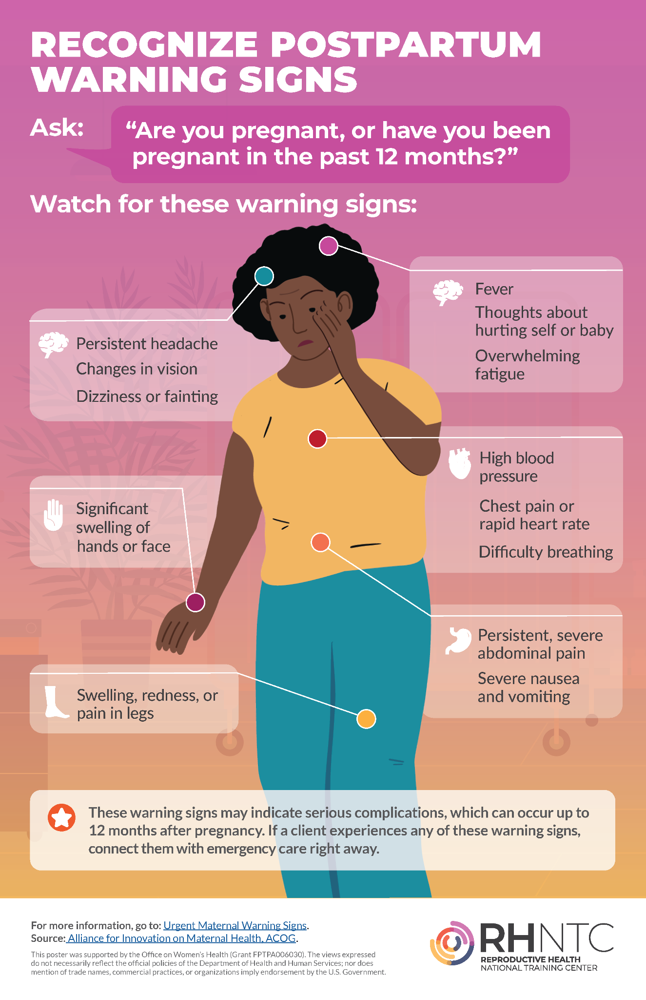 RECOGNIZE POSTPARTUM
WARNING SIGNS
Ask:
“Are you pregnant, or have you been
pregnant in the past 12 months?”
Watch for these warning signs:
Persistent headache
Changes in vision
Dizziness or fainting
Fever
Thoughts about
hurting self or baby
Overwhelming
fatigue
High blood
pressure
Chest pain or
rapid heart rate
Difficulty breathing
Significant
swelling of
hands or face
Persistent, severe
abdominal pain
Severe nausea
and vomiting
Swelling, redness, or
pain in legs
These warning signs may indicate serious complications, which can occur up to
12 months after pregnancy. If a client experiences any of these warning signs,
connect them with emergency care right away.
For more information, go to: Urgent Maternal Warning Signs.
Source: Alliance for Innovation on Maternal Health, ACOG.
This poster was supported by the Office on Women’s Health (Grant FPTPA006030). The views expressed
do not necessarily reflect the official policies of the Department of Health and Human Services; nor does
mention of trade names, commercial practices, or organizations imply endorsement by the U.S. Government.
RHNTC
REPRODUCTIVE HEALTH
NATIONAL TRAINING CENTER